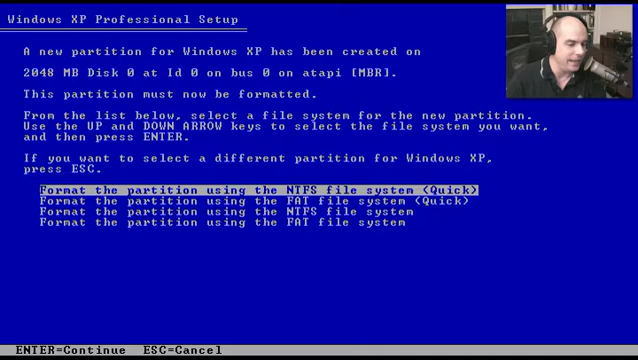 Windows XP Professional Setup
A new partition for Windows XP has been created on
2048 MB Disk 0 at Id 0 on bus 0 on atapi [MBR].
This partition must now be formatted.
From the list below, select a file system for the new partition.
Use the UP and DOWN ARROW keys to select the file system you want,
and then press ENTER.
If you want to select a different partition for Windows XP,
press ESC.
Format the partition using the NTFS file system (Quick)
Format the partition using the FAT file system (Quick)
Format the partition using the NTFS file system
Format the partition using the FAT file system
ENTER=Continue ESC=Cancel